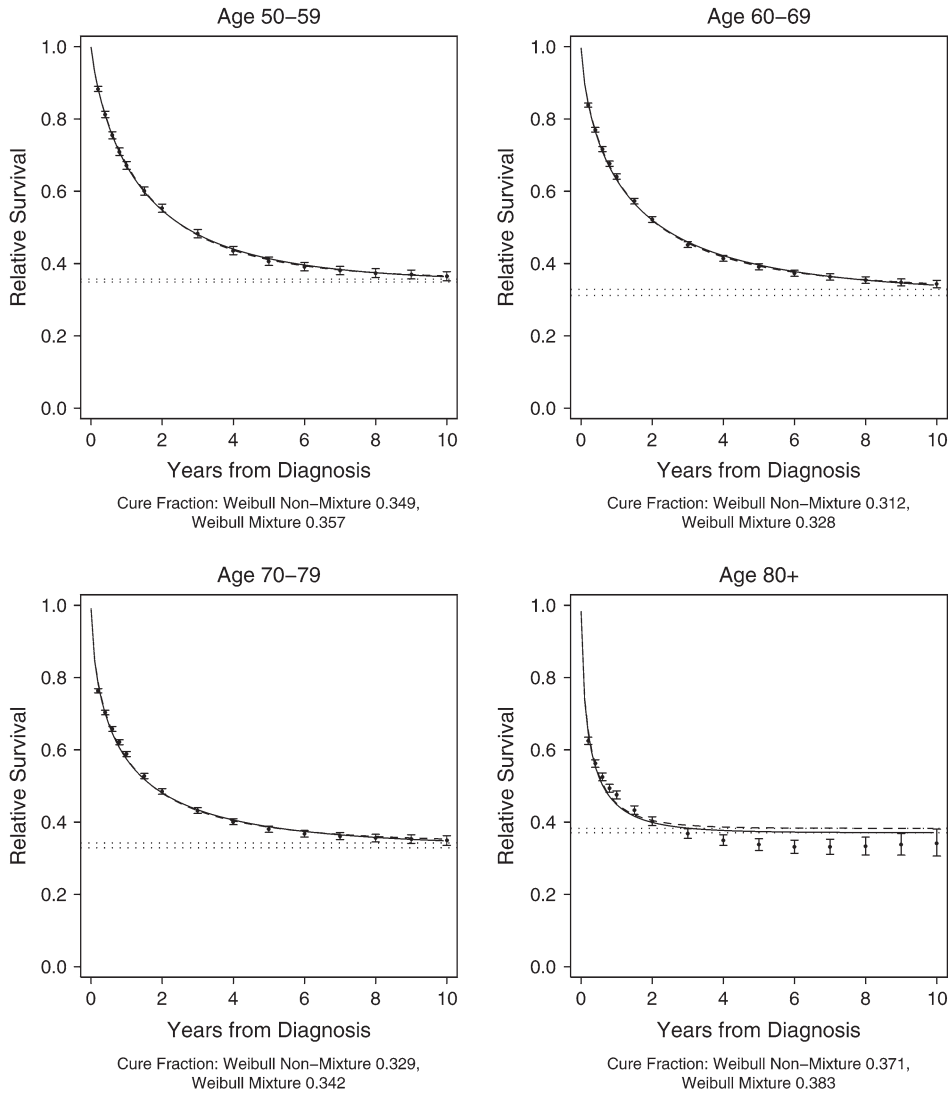 Age 50–59
Relative Survival
1.0
0.8
0.6
0.4
0.2
0.0
0 2 4 6 8 10
Years from Diagnosis
Cure Fraction: Weibull Non–Mixture 0.349,
Weibull Mixture 0.357
Age 60–69
Relative Survival
1.0
0.8
0.6
0.4
0.2
0.0
0 2 4 6 8 10
Years from Diagnosis
Cure Fraction: Weibull Non–Mixture 0.312,
Weibull Mixture 0.328
Age 70–79
Relative Survival
1.0
0.8
0.6
0.4
0.2
0.0
0 2 4 6 8 10
Years from Diagnosis
Cure Fraction: Weibull Non–Mixture 0.329,
Weibull Mixture 0.342
Age 80+
Relative Survival
1.0
0.8
0.6
0.4
0.2
0.0
0 2 4 6 8 10
Years from Diagnosis
Cure Fraction: Weibull Non–Mixture 0.371,
Weibull Mixture 0.383